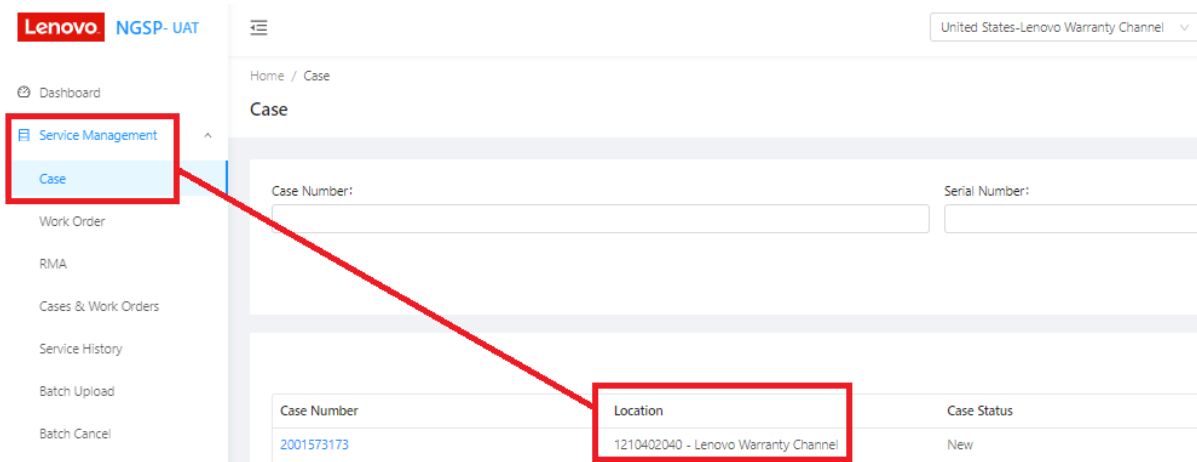 Lenovo. NGSP- UAT
United States-Lenovo Warranty Channel
Home / Case
Case
Dashboard
Service Management
Case
Work Order
RMA
Cases & Work Orders
Service History
Batch Upload
Batch Cancel
Case Number:
Serial Number:
Case Number Location Case Status
2001573173 1210402040 - Lenovo Warranty Channel New